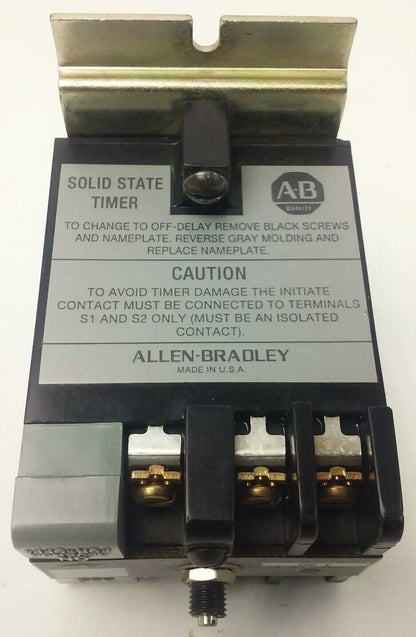 SOLID STATE
TIMER
A-B
QUALITY
TO CHANGE TO OFF-DELAY REMOVE BLACK SCREWS
AND NAMEPLATE. REVERSE GRAY MOLDING AND
REPLACE NAMEPLATE.
CAUTION
TO AVOID TIMER DAMAGE THE INITIATE
CONTACT MUST BE CONNECTED TO TERMINALS
S1 AND S2 ONLY (MUST BE AN ISOLATED
CONTACT).
ALLEN-BRADLEY
MADE IN U.S.A.